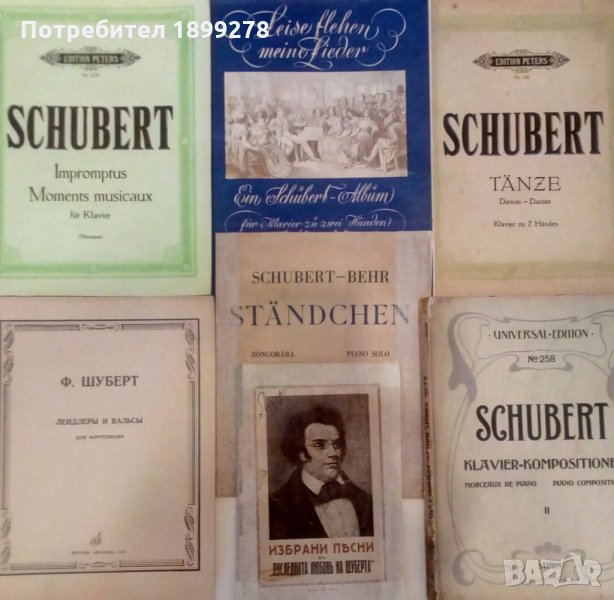 Потребител 1899278
EDITION PETERS
SCHUBERT
Impromptus
Moments musicaux
für Klavier
(Niemann)
Leise flehen
meine Lieder
Ein Schubert-Album
für Klavier zu zwei Händen
EDITION PETERS
SCHUBERT
TÄNZE
Dances – Danses
Klavier zu 2 Händen
SCHUBERT–BEHR
STÄNDCHEN
ZONGORÁRA PIANO SOLO
Ф. ШУБЕРТ
ЛЕНДЛЕРЫ И ВАЛЬСЫ
ДЛЯ ФОРТЕПИАНО
ИЗБРАНИ ПѢСНИ
ПОСЛЕДНАТА ЛЮБОВЬ НА ШУБЕРТА"
UNIVERSAL-EDITION
No 258
SCHUBERT
KLAVIER-KOMPOSITIONE
MORCEAUX DE PIANO PIANO COMPOSITI
II
BAZAR